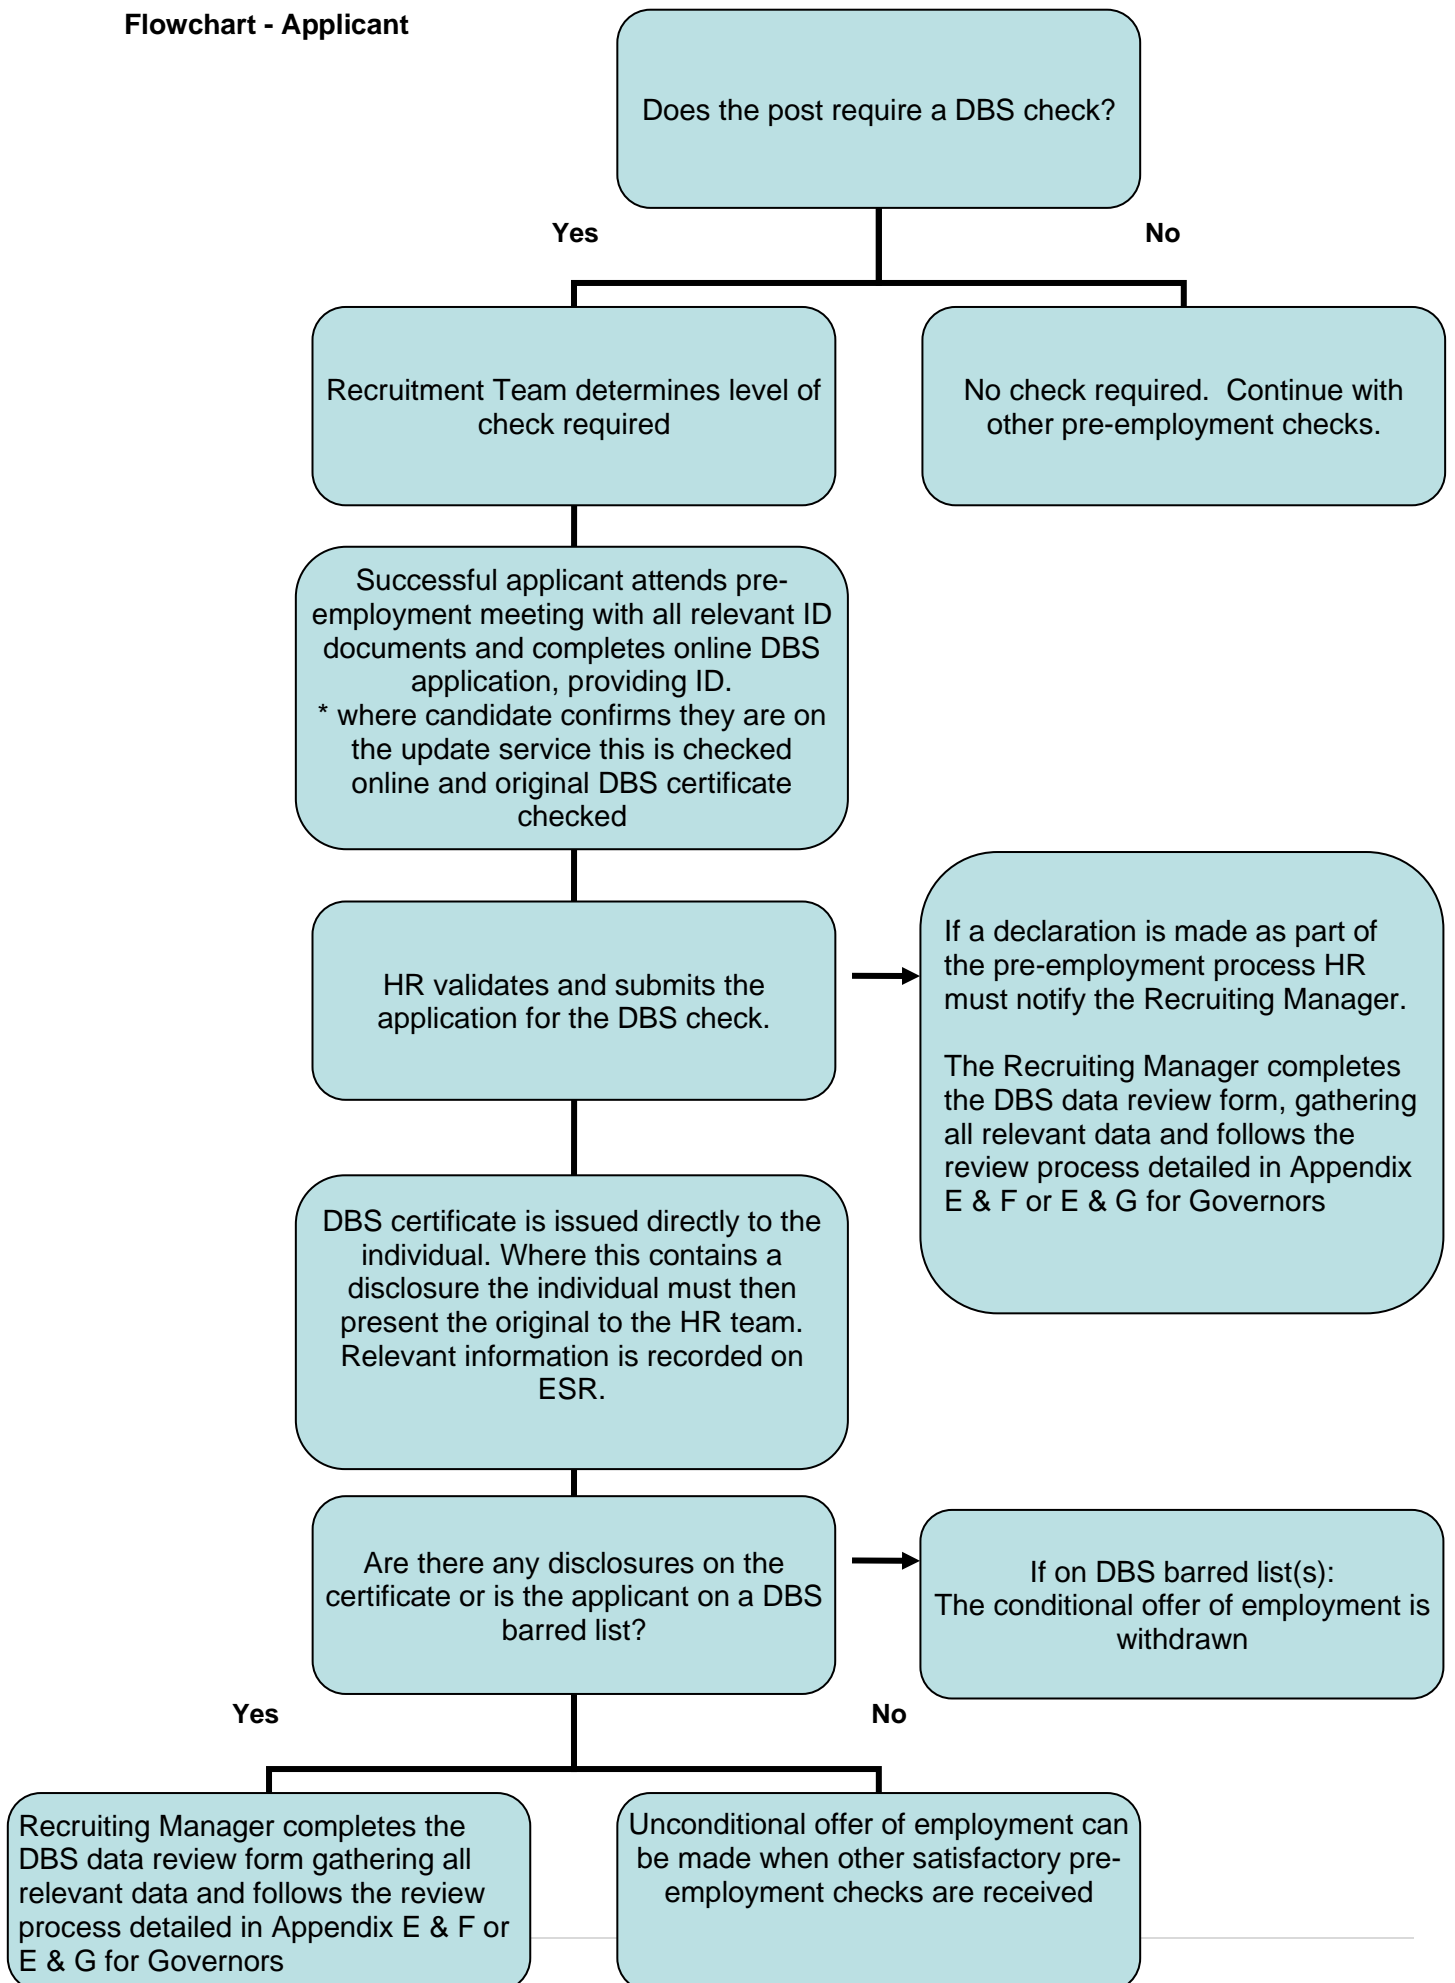 Flowchart - Applicant
Does the post require a DBS check?
Yes
No
Recruitment Team determines level of
check required
No check required.  Continue with
other pre-employment checks.
Successful applicant attends pre-
employment meeting with all relevant ID
documents and completes online DBS
application, providing ID.
* where candidate confirms they are on
the update service this is checked
online and original DBS certificate
checked
HR validates and submits the
application for the DBS check.
If a declaration is made as part of
the pre-employment process HR
must notify the Recruiting Manager.
The Recruiting Manager completes
the DBS data review form, gathering
all relevant data and follows the
review process detailed in Appendix
E & F or E & G for Governors
DBS certificate is issued directly to the
individual. Where this contains a
disclosure the individual must then
present the original to the HR team.
Relevant information is recorded on
ESR.
Are there any disclosures on the
certificate or is the applicant on a DBS
barred list?
If on DBS barred list(s):
The conditional offer of employment is
withdrawn
Yes
No
Recruiting Manager completes the
DBS data review form gathering all
relevant data and follows the review
process detailed in Appendix E & F or
E & G for Governors
Unconditional offer of employment can
be made when other satisfactory pre-
employment checks are received